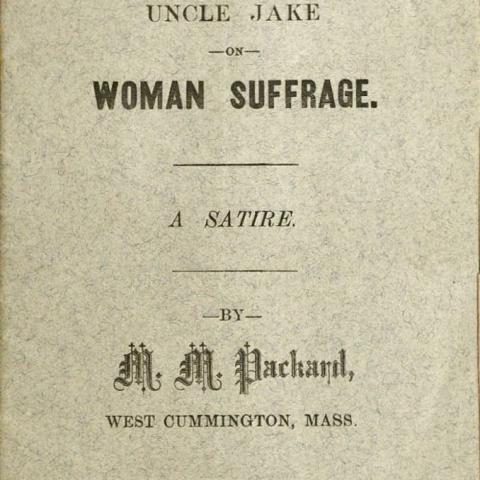 UNCLE JAKE
—ON—
WOMAN SUFFRAGE.
A SATIRE.
—BY—
M. M. Packard,
WEST CUMMINGTON, MASS.